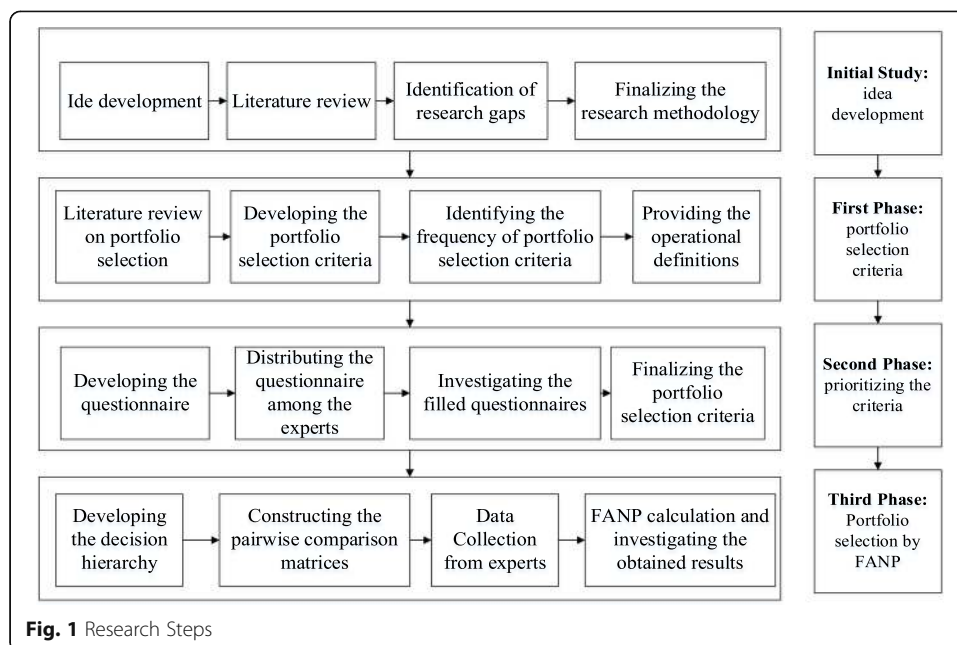 Ide development
Literature review
Identification of
research gaps
Finalizing the
research methodology
Initial Study:
idea
development
Literature review
on portfolio
selection
Developing the
portfolio
selection criteria
Identifying the
frequency of portfolio
selection criteria
Providing the
operational
definitions
First Phase:
portfolio
selection
criteria
Developing the
questionnaire
Distributing the
questionnaire
among the
experts
Investigating the
filled questionnaires
Finalizing the
portfolio
selection criteria
Second Phase:
prioritizing the
criteria
Developing
the decision
hierarchy
Constructing the
pairwise comparison
matrices
Data
Collection
from experts
FANP calculation and
investigating the
obtained results
Third Phase:
Portfolio
selection by
FANP
Fig. 1 Research Steps